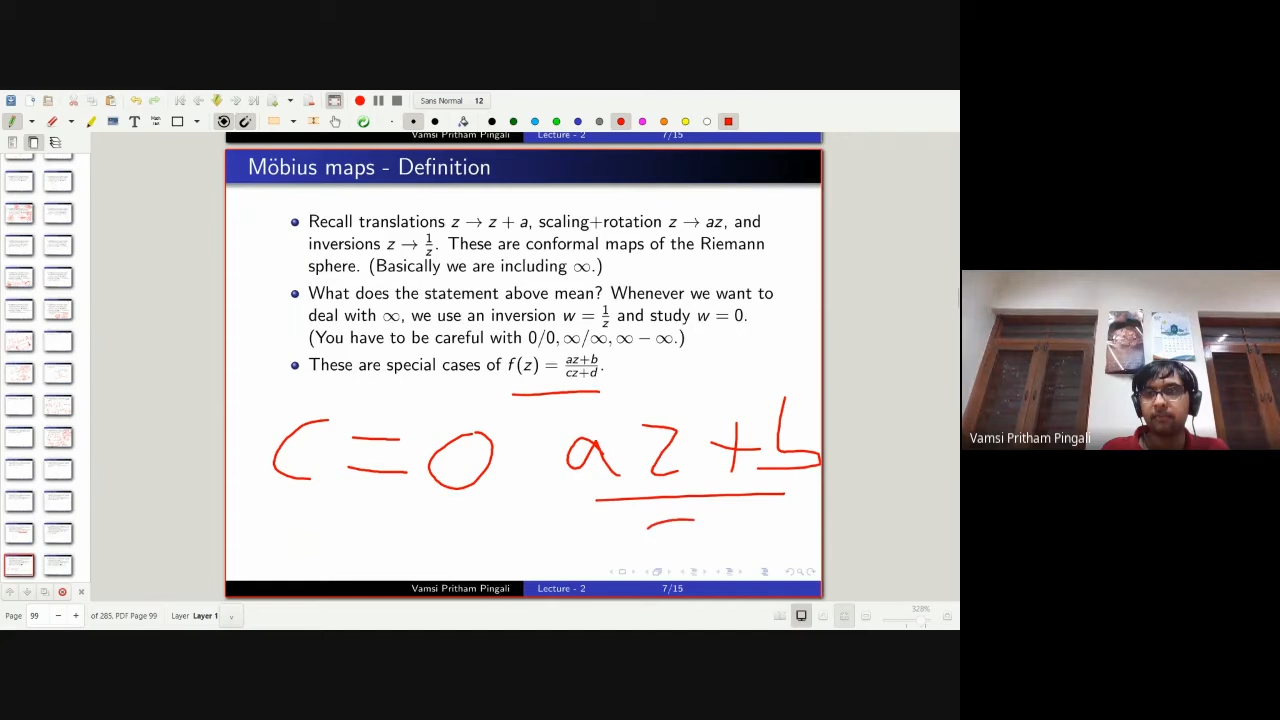 Sans Normal 12
Vamsi Pritham Pingali Lecture - 2 7/15
Möbius maps - Definition
Recall translations z → z + a, scaling+rotation z → az, and
inversions z → 1/z. These are conformal maps of the Riemann
sphere. (Basically we are including ∞.)
What does the statement above mean? Whenever we want to
deal with ∞, we use an inversion w = 1/z and study w = 0.
(You have to be careful with 0/0, ∞/∞, ∞ − ∞.)
These are special cases of f(z) = az+b/cz+d.
c = 0 az + b
Vamsi Pritham Pingali
Vamsi Pritham Pingali Lecture - 2 7/15
Page 99 of 285, PDF Page 99 Layer Layer 1 328%